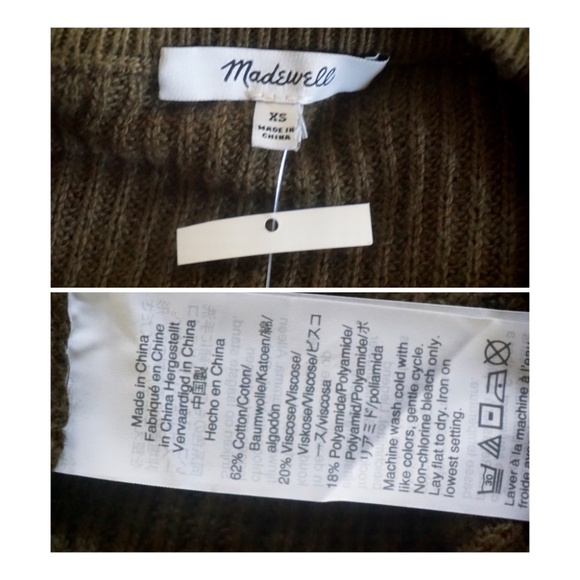 Madewell
XS
MADE IN
CHINA
Made in China
Fabriqué en Chine
in China Hergestellt
Vervaardigd in China
中国製
Hecho en China
62% Cotton/Coton/
Baumwolle/Katoen/綿/
algodón
20% Viscose/Viscose/
Viskose/Viscose/ビスコ
ース/viscosa
18% Polyamide/Polyamide/
Polyamid/Polyamide/ポ
リアミド/poliamida
Machine wash cold with
like colors, gentle cycle.
Non-chlorine bleach only.
Lay flat to dry. Iron on
lowest setting.
30
Laver à la machine à l'eau
froide